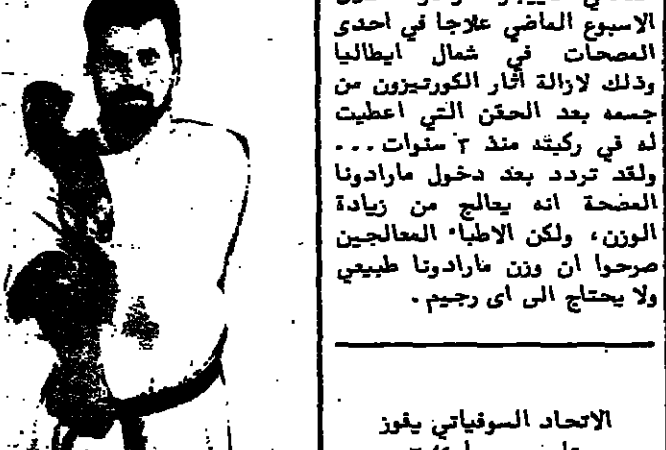 الاسبوع الماضي علاجا في احدى
المصحات في شمال ايطاليا
وذلك لازالة آثار الكورتيزون من
جسمه بعد الحقن التي اعطيت
له في ركبته منذ ٣ سنوات ...
ولقد تردد بعد دخول مارادونا
المصحة انه يعالج من زيادة
الوزن، ولكن الاطباء المعالجين
صرحوا ان وزن مارادونا طبيعي
ولا يحتاج الى اى رجيم .
الاتحاد السوفياتي يفوز